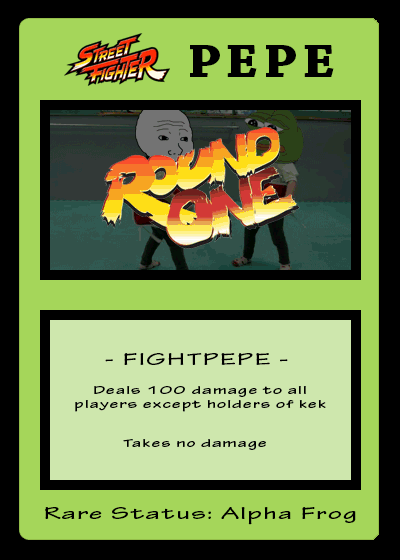 STREET
FIGHTER
PEPE
ROUND
ONE
- FIGHTPEPE -
Deals 100 damage to all
players except holders of kek
Takes no damage
Rare Status: Alpha Frog